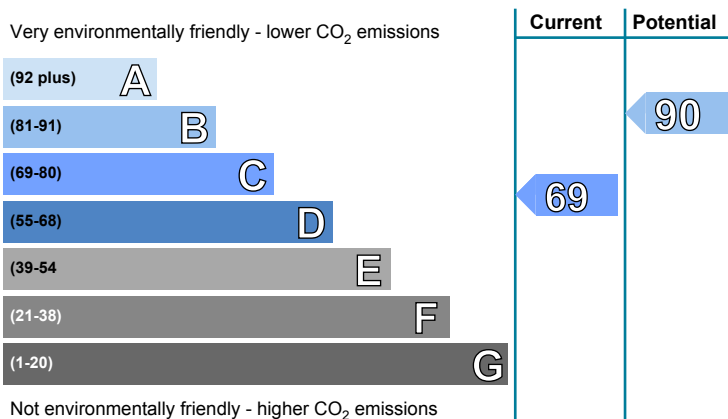 Current Potential
Very environmentally friendly - lower CO2 emissions
(92 plus) A
(81-91) B
90
(69-80) C
69
(55-68) D
(39-54 E
(21-38) F
(1-20) G
Not environmentally friendly - higher CO2 emissions